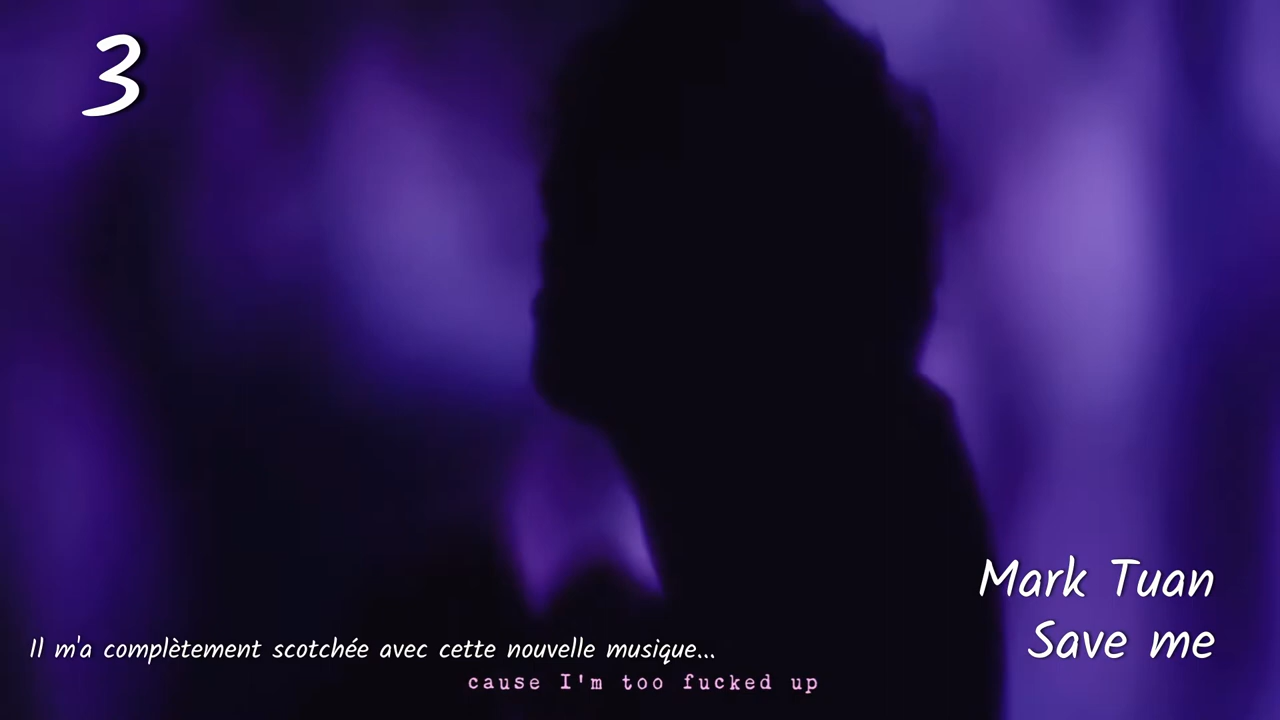 3
Mark Tuan
Save me
Il m'a complètement scotchée avec cette nouvelle musique...
cause I'm too fucked up